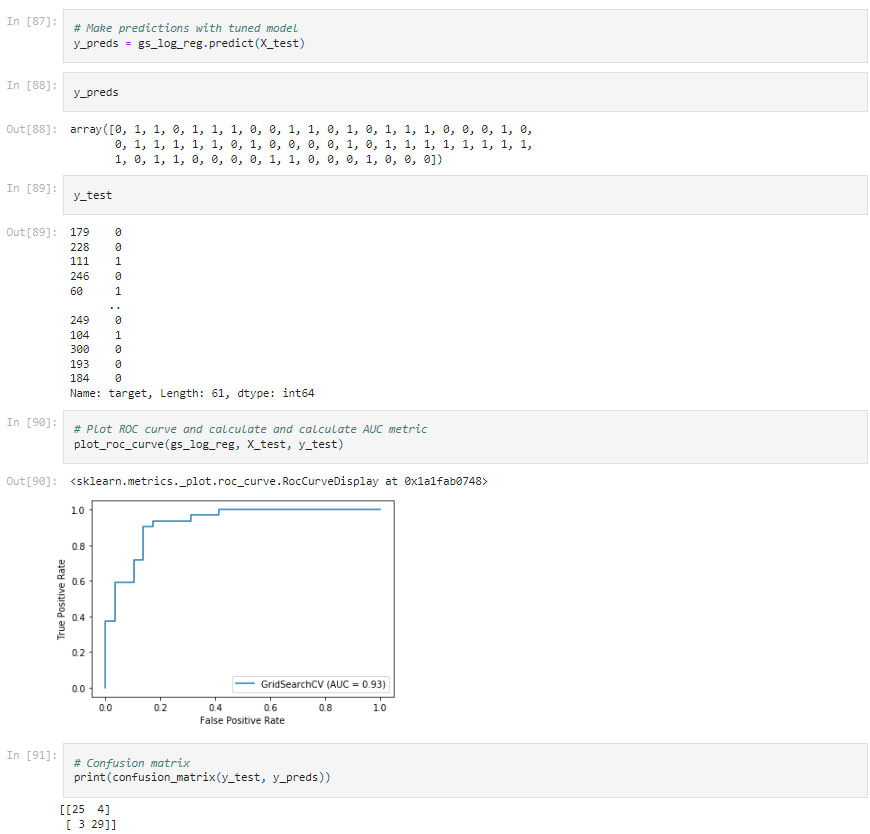 In [87]:
# Make predictions with tuned model
y_preds = gs_log_reg.predict(X_test)
In [88]:
y_preds
Out[88]:
array([0, 1, 1, 0, 1, 1, 1, 0, 0, 1, 1, 0, 1, 0, 1, 1, 1, 0, 0, 0, 1, 0,
0, 1, 1, 1, 1, 1, 0, 1, 0, 0, 0, 0, 1, 0, 1, 1, 1, 1, 1, 1, 1, 1,
1, 0, 1, 1, 0, 0, 0, 0, 1, 1, 0, 0, 0, 1, 0, 0, 0])
In [89]:
y_test
Out[89]:
179 0
228 0
111 1
246 0
60 1
..
249 0
104 1
300 0
193 0
184 0
Name: target, Length: 61, dtype: int64
In [90]:
# Plot ROC curve and calculate and calculate AUC metric
plot_roc_curve(gs_log_reg, X_test, y_test)
Out[90]:
<sklearn.metrics._plot.roc_curve.RocCurveDisplay at 0x1a1fab0748>
1.0
0.8
0.6
0.4
0.2
0.0
True Positive Rate
GridSearchCV (AUC = 0.93)
0.0 0.2 0.4 0.6 0.8 1.0
False Positive Rate
In [91]:
# Confusion matrix
print(confusion_matrix(y_test, y_preds))
[[25 4]
[ 3 29]]